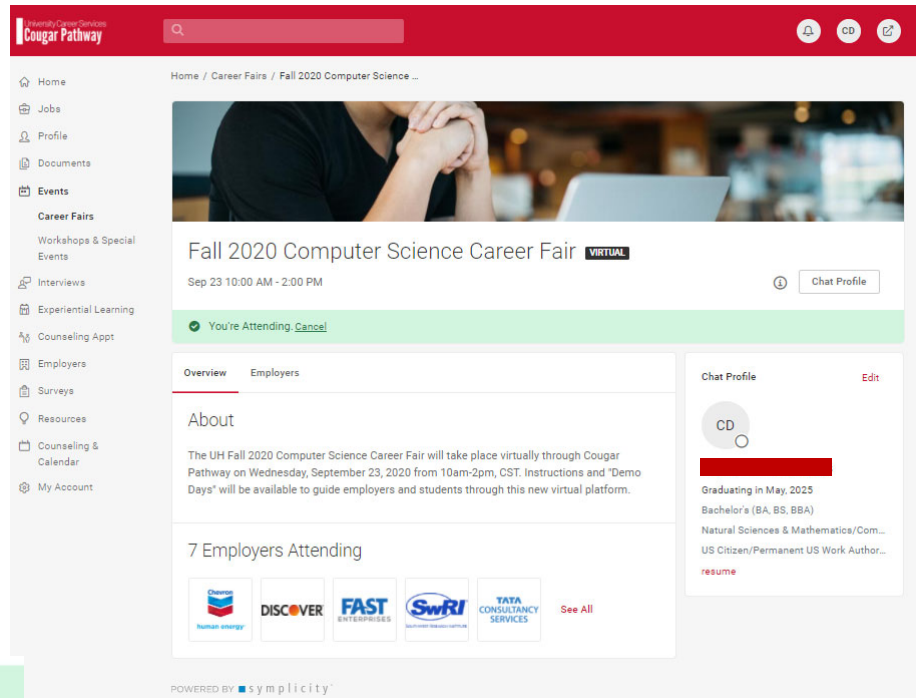 University Career Services
Cougar Pathway
CD
Home
Jobs
Profile
Documents
Events
Career Fairs
Workshops & Special
Events
Interviews
Experiential Learning
Counseling Appt
Employers
Surveys
Resources
Counseling &
Calendar
My Account
Home / Career Fairs / Fall 2020 Computer Science ...
Fall 2020 Computer Science Career Fair VIRTUAL
Sep 23 10:00 AM - 2:00 PM
Chat Profile
You're Attending. Cancel
Overview Employers
About
The UH Fall 2020 Computer Science Career Fair will take place virtually through Cougar
Pathway on Wednesday, September 23, 2020 from 10am-2pm, CST. Instructions and "Demo
Days" will be available to guide employers and students through this new virtual platform.
7 Employers Attending
Chevron
human energy
DISCOVER
FAST
ENTERPRISES
SwRI
SOUTHWEST RESEARCH INSTITUTE
TATA
CONSULTANCY
SERVICES
See All
Chat Profile Edit
CD
Graduating in May, 2025
Bachelor's (BA, BS, BBA)
Natural Sciences & Mathematics/Com...
US Citizen/Permanent US Work Author...
resume
POWERED BY symplicity